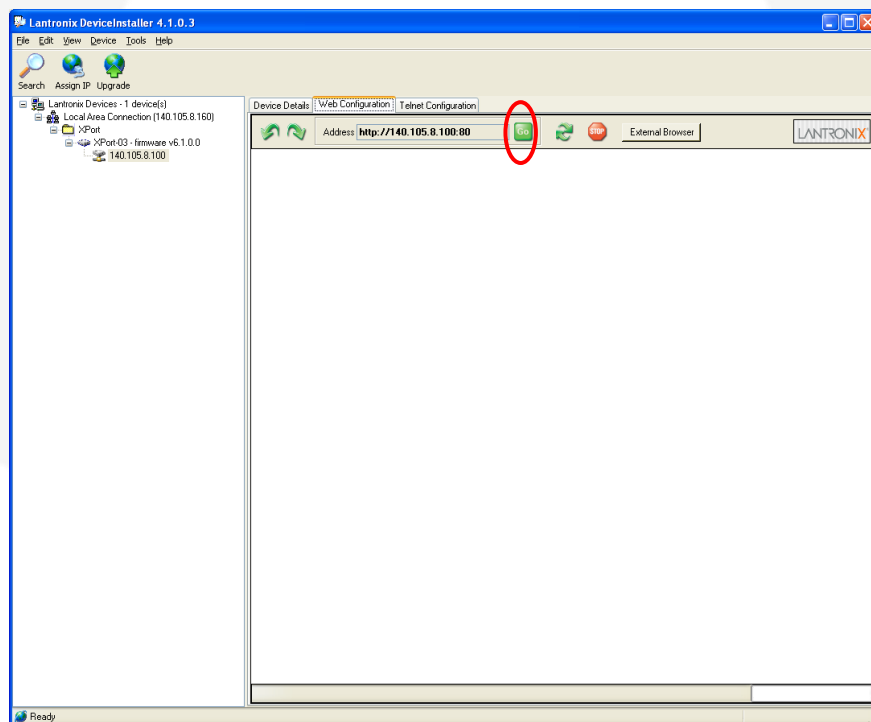 Lantronix DeviceInstaller 4.1.0.3
File Edit View Device Tools Help
Search Assign IP Upgrade
Lantronix Devices - 1 device(s)
Local Area Connection (140.105.8.160)
XPort
XPort-03 - firmware v6.1.0.0
140.105.8.100
Device Details Web Configuration Telnet Configuration
Address http://140.105.8.100:80 Go STOP External Browser LANTRONIX
Ready